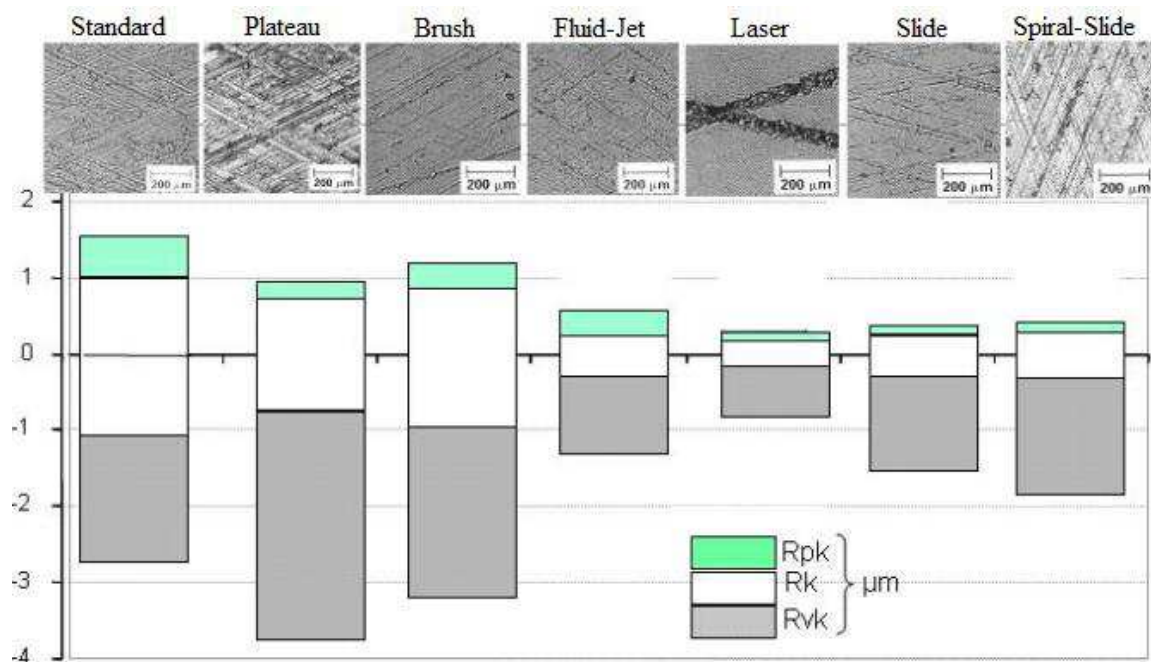 Standard Plateau Brush Fluid-Jet Laser Slide Spiral-Slide
200 µm 200 µm 200 µm 200 µm 200 µm 200 µm 200 µm
2
1
0
-1
-2
-3
-4
Rpk
Rk
Rvk
µm